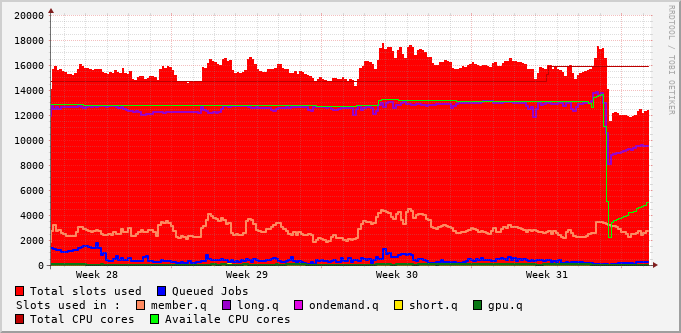 20000
18000
16000
14000
12000
10000
8000
6000
4000
2000
0
Week 28 Week 29 Week 30 Week 31
RRDTOOL / TOBI OETIKER
Total slots used Queued Jobs
Slots used in : member.q long.q ondemand.q short.q gpu.q
Total CPU cores Availale CPU cores